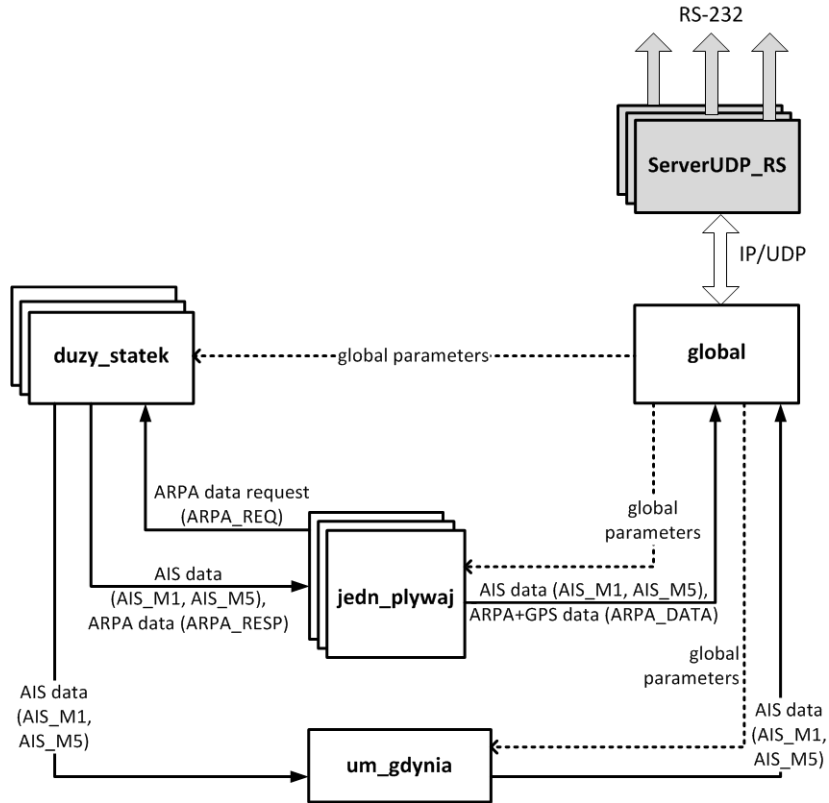 RS-232
ServerUDP_RS
IP/UDP
duzy_statek
global parameters
global
ARPA data request
(ARPA_REQ)
global
parameters
AIS data
(AIS_M1, AIS_M5),
ARPA data (ARPA_RESP)
jedn_plywaj
AIS data (AIS_M1, AIS_M5),
ARPA+GPS data (ARPA_DATA)
global
parameters
AIS data
(AIS_M1,
AIS_M5)
AIS data
(AIS_M1,
AIS_M5)
um_gdynia